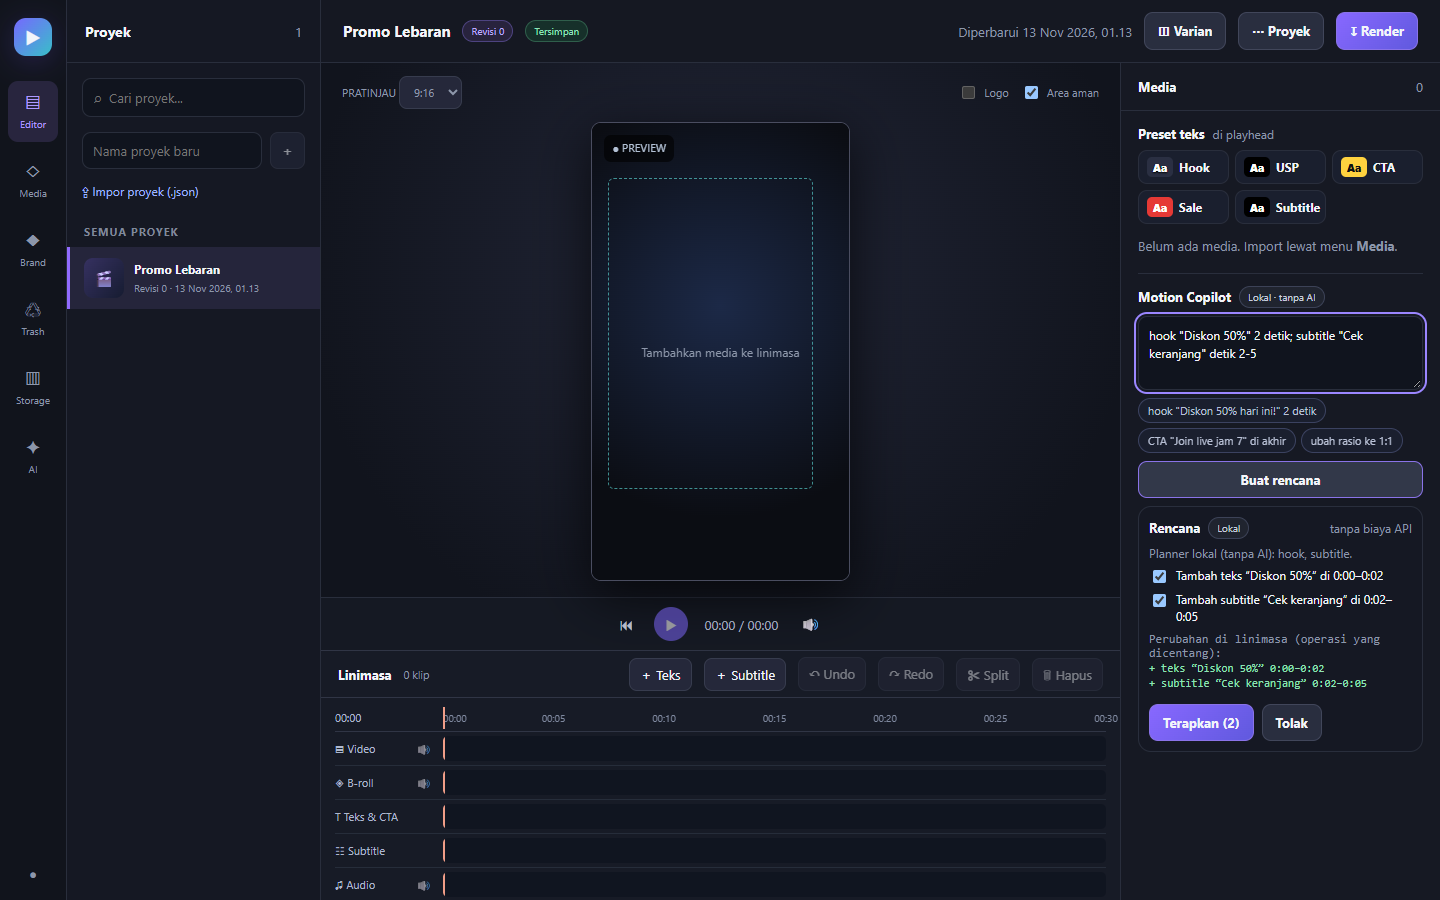 Editor
Media
Brand
Trash
Storage
AI
Proyek 1
Cari proyek...
Nama proyek baru +
Impor proyek (.json)
SEMUA PROYEK
Promo Lebaran
Revisi 0 · 13 Nov 2026, 01.13
Promo Lebaran Revisi 0 Tersimpan
Diperbarui 13 Nov 2026, 01.13 Varian ··· Proyek Render
PRATINJAU 9:16 Logo Area aman
● PREVIEW
Tambahkan media ke linimasa
00:00 / 00:00
Linimasa 0 klip + Teks + Subtitle Undo Redo Split Hapus
00:00 00:00 00:05 00:10 00:15 00:20 00:25 00:30
Video
B-roll
T Teks & CTA
Subtitle
Audio
Media 0
Preset teks di playhead
Aa Hook Aa USP Aa CTA
Aa Sale Aa Subtitle
Belum ada media. Import lewat menu Media.
Motion Copilot Lokal · tanpa AI
hook "Diskon 50%" 2 detik; subtitle "Cek
keranjang" detik 2-5
hook "Diskon 50% hari ini!" 2 detik
CTA "Join live jam 7" di akhir ubah rasio ke 1:1
Buat rencana
Rencana Lokal tanpa biaya API
Planner lokal (tanpa AI): hook, subtitle.
Tambah teks “Diskon 50%” di 0:00–0:02
Tambah subtitle “Cek keranjang” di 0:02–
0:05
Perubahan di linimasa (operasi yang
dicentang):
+ teks “Diskon 50%” 0:00–0:02
+ subtitle “Cek keranjang” 0:02–0:05
Terapkan (2) Tolak